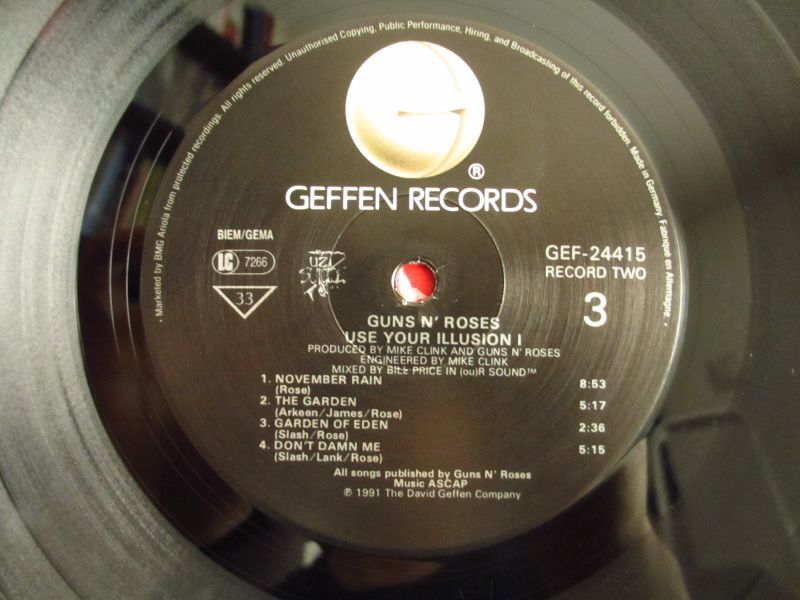 Marketed by BMG Ariola from protected recordings. All rights reserved. Unauthorised Copying, Public Performance, Hiring, and Broadcasting of this record forbidden. Made in Germany. Fabriqué en Allemagne.
®
GEFFEN RECORDS
BIEM/GEMA
LC 7266
33
GEF-24415
RECORD TWO
3
GUNS N' ROSES
USE YOUR ILLUSION I
PRODUCED BY MIKE CLINK AND GUNS N' ROSES
ENGINEERED BY MIKE CLINK
MIXED BY BILL PRICE IN (ou)R SOUND™
1. NOVEMBER RAIN 8:53
(Rose)
2. THE GARDEN 5:17
(Arkeen/James/Rose)
3. GARDEN OF EDEN 2:36
(Slash/Rose)
4. DON'T DAMN ME 5:15
(Slash/Lank/Rose)
All songs published by Guns N' Roses
Music ASCAP
℗ 1991 The David Geffen Company